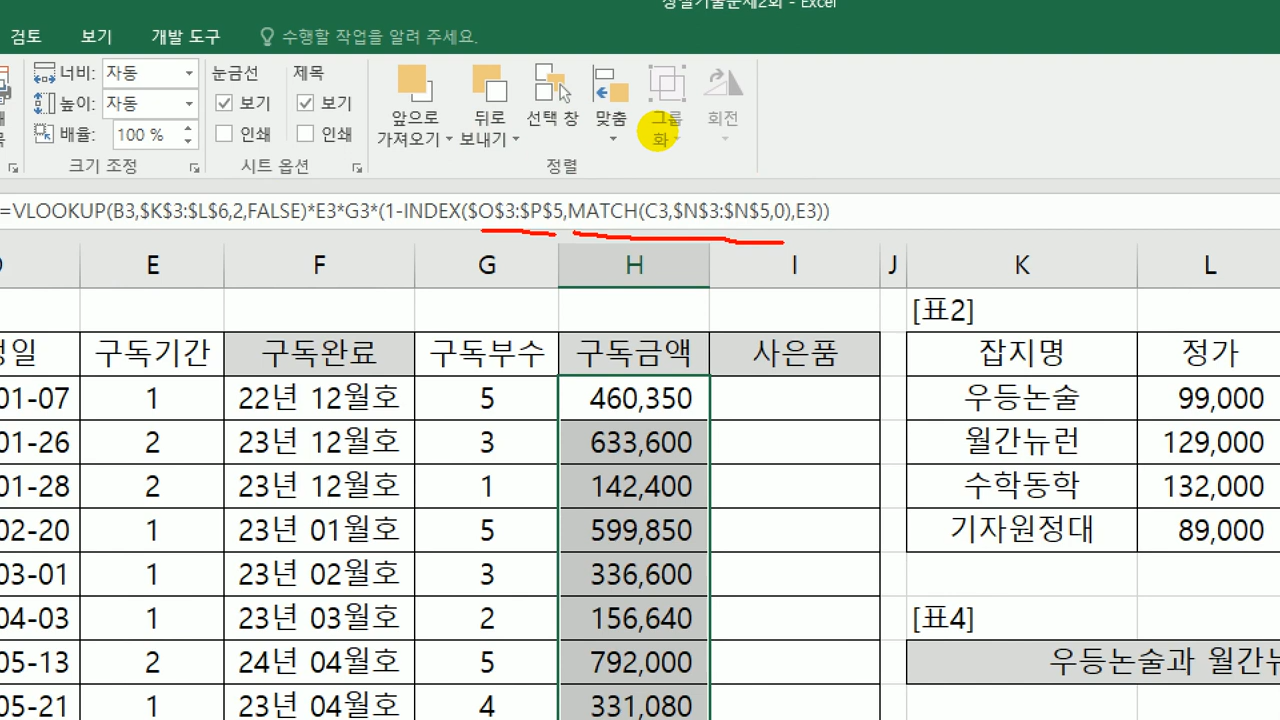 상설기출문제2회 - Excel
검토 보기 개발 도구 수행할 작업을 알려 주세요.
너비: 자동 눈금선 제목
높이: 자동 보기 보기
배율: 100 % 인쇄 인쇄
앞으로 가져오기 뒤로 보내기 선택 창 맞춤 그룹화 회전
크기 조정 시트 옵션 정렬
=VLOOKUP(B3,$K$3:$L$6,2,FALSE)*E3*G3*(1-INDEX($O$3:$P$5,MATCH(C3,$N$3:$N$5,0),E3))
E F G H I J K L
[표2]
구독기간 구독완료 구독부수 구독금액 사은품 잡지명 정가
01-07 1 22년 12월호 5 460,350 우등논술 99,000
01-26 2 23년 12월호 3 633,600 월간뉴런 129,000
01-28 2 23년 12월호 1 142,400 수학동학 132,000
02-20 1 23년 01월호 5 599,850 기자원정대 89,000
03-01 1 23년 02월호 3 336,600
04-03 1 23년 03월호 2 156,640 [표4]
05-13 2 24년 04월호 5 792,000 우등논술과 월간뉴
05-21 1 23년 04월호 4 331,080